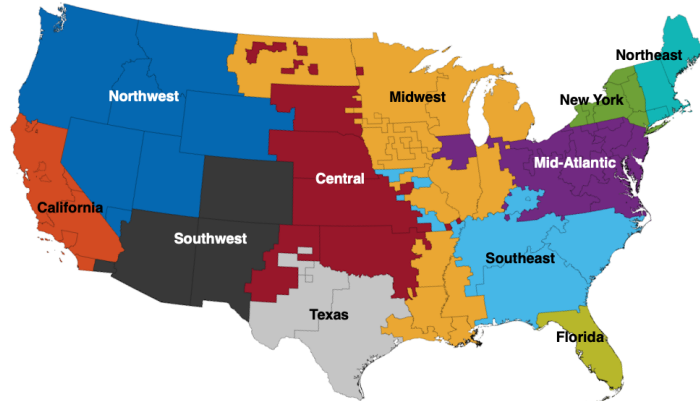 Northeast
Northwest
Midwest
New York
Mid-Atlantic
Central
California
Southwest
Southeast
Texas
Florida